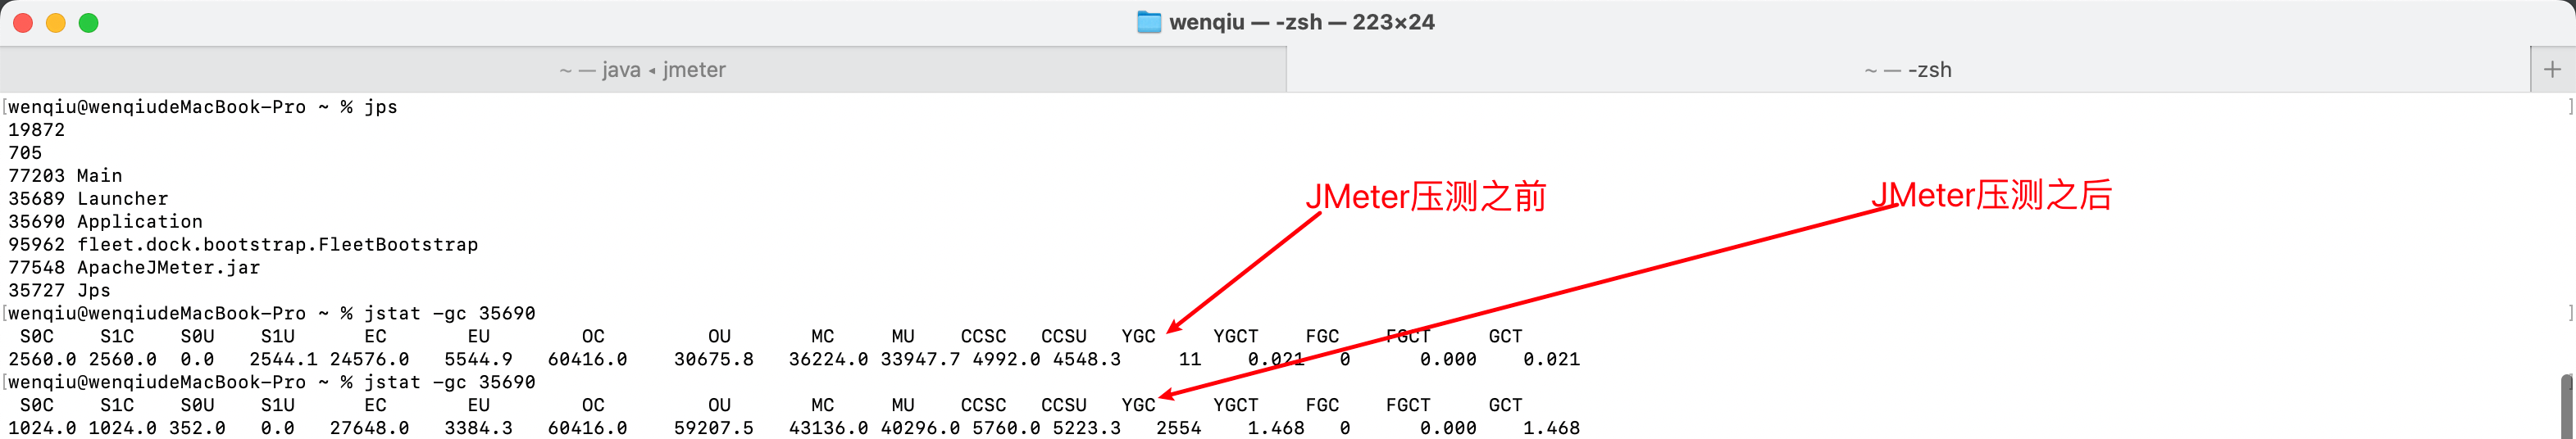 wenqiu — -zsh — 223×24
~ — java ◂ jmeter
~ — -zsh
wenqiu@wenqiudeMacBook-Pro ~ % jps
19872
705
77203 Main
35689 Launcher
JMeter压测之前
JMeter压测之后
35690 Application
95962 fleet.dock.bootstrap.FleetBootstrap
77548 ApacheJMeter.jar
35727 Jps
wenqiu@wenqiudeMacBook-Pro ~ % jstat -gc 35690
S0C S1C S0U S1U EC EU OC OU MC MU CCSC CCSU YGC YGCT FGC FGCT GCT
2560.0 2560.0 0.0 2544.1 24576.0 5544.9 60416.0 30675.8 36224.0 33947.7 4992.0 4548.3 11 0.021 0 0.000 0.021
wenqiu@wenqiudeMacBook-Pro ~ % jstat -gc 35690
S0C S1C S0U S1U EC EU OC OU MC MU CCSC CCSU YGC YGCT FGC FGCT GCT
1024.0 1024.0 352.0 0.0 27648.0 3384.3 60416.0 59207.5 43136.0 40296.0 5760.0 5223.3 2554 1.468 0 0.000 1.468